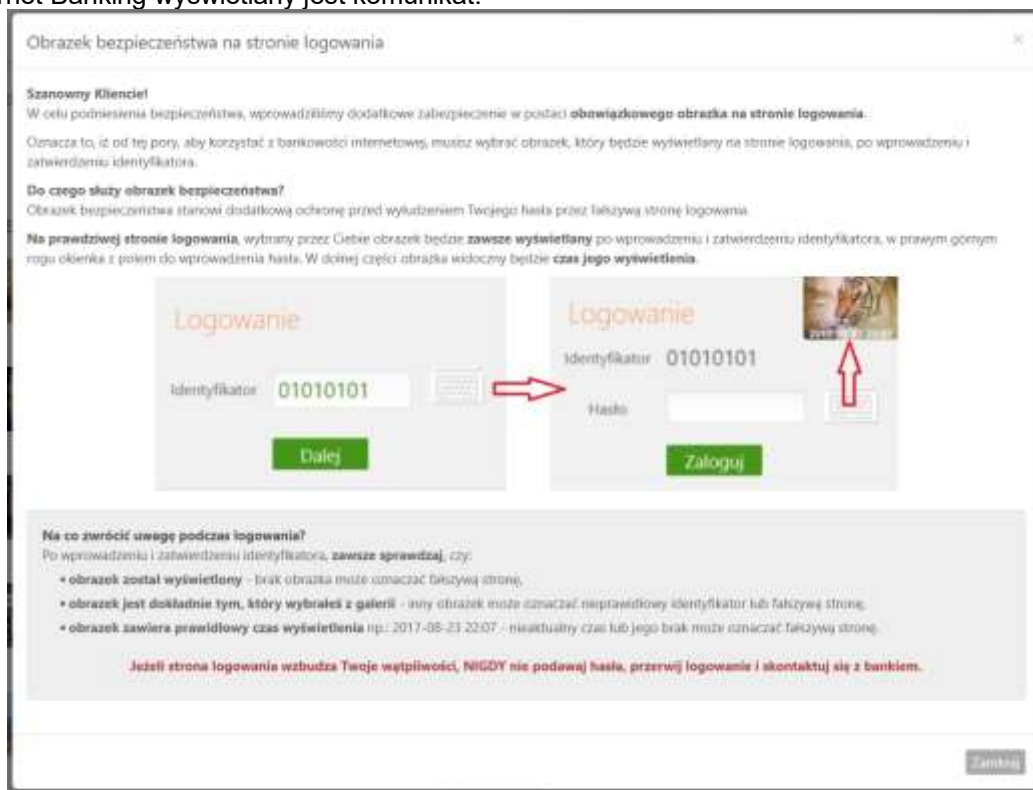 Banking wyświetlany jest komunikat:
Obrazek bezpieczeństwa na stronie logowania
×
Szanowny Kliencie!
W celu podniesienia bezpieczeństwa, wprowadziliśmy dodatkowe zabezpieczenie w postaci obowiązkowego obrazka na stronie logowania.
Oznacza to, iż od tej pory, aby korzystać z bankowości internetowej, musisz wybrać obrazek, który będzie wyświetlany na stronie logowania, po wprowadzeniu i
zatwierdzeniu identyfikatora.
Do czego służy obrazek bezpieczeństwa?
Obrazek bezpieczeństwa stanowi dodatkową ochronę przed wyłudzeniem Twojego hasła przez fałszywą stronę logowania.
Na prawdziwej stronie logowania, wybrany przez Ciebie obrazek będzie zawsze wyświetlany po wprowadzeniu i zatwierdzeniu identyfikatora, w prawym górnym
rogu okienka z polem do wprowadzenia hasła. W dolnej części obrazka widoczny będzie czas jego wyświetlenia.
Logowanie
Identyfikator 01010101
Dalej
Logowanie
Identyfikator 01010101
Hasło
Zaloguj
Na co zwrócić uwagę podczas logowania?
Po wprowadzeniu i zatwierdzeniu identyfikatora, zawsze sprawdzaj, czy:
• obrazek został wyświetlony - brak obrazka może oznaczać fałszywą stronę,
• obrazek jest dokładnie tym, który wybrałeś z galerii - inny obrazek może oznaczać nieprawidłowy identyfikator lub fałszywą stronę,
• obrazek zawiera prawidłowy czas wyświetlenia np.: 2017-08-23 22:07 - nieaktualny czas lub jego brak może oznaczać fałszywą stronę.
Jeżeli strona logowania wzbudza Twoje wątpliwości, NIGDY nie podawaj hasła, przerwij logowanie i skontaktuj się z bankiem.
Zamknij